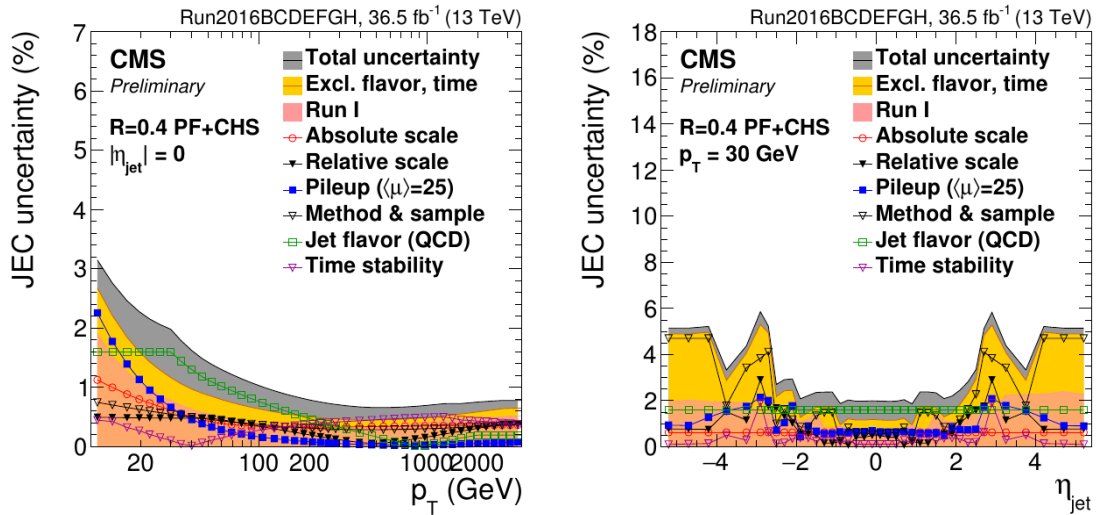 Run2016BCDEFGH, 36.5 fb⁻¹ (13 TeV)
JEC uncertainty (%)
7
6
5
4
3
2
1
0
CMS
Preliminary
R=0.4 PF+CHS
|η_jet| = 0
Total uncertainty
Excl. flavor, time
Run I
Absolute scale
Relative scale
Pileup (⟨μ⟩=25)
Method & sample
Jet flavor (QCD)
Time stability
20 100 200 1000 2000
p_T (GeV)
Run2016BCDEFGH, 36.5 fb⁻¹ (13 TeV)
JEC uncertainty (%)
18
16
14
12
10
8
6
4
2
0
CMS
Preliminary
R=0.4 PF+CHS
p_T = 30 GeV
Total uncertainty
Excl. flavor, time
Run I
Absolute scale
Relative scale
Pileup (⟨μ⟩=25)
Method & sample
Jet flavor (QCD)
Time stability
−4 −2 0 2 4
η_jet